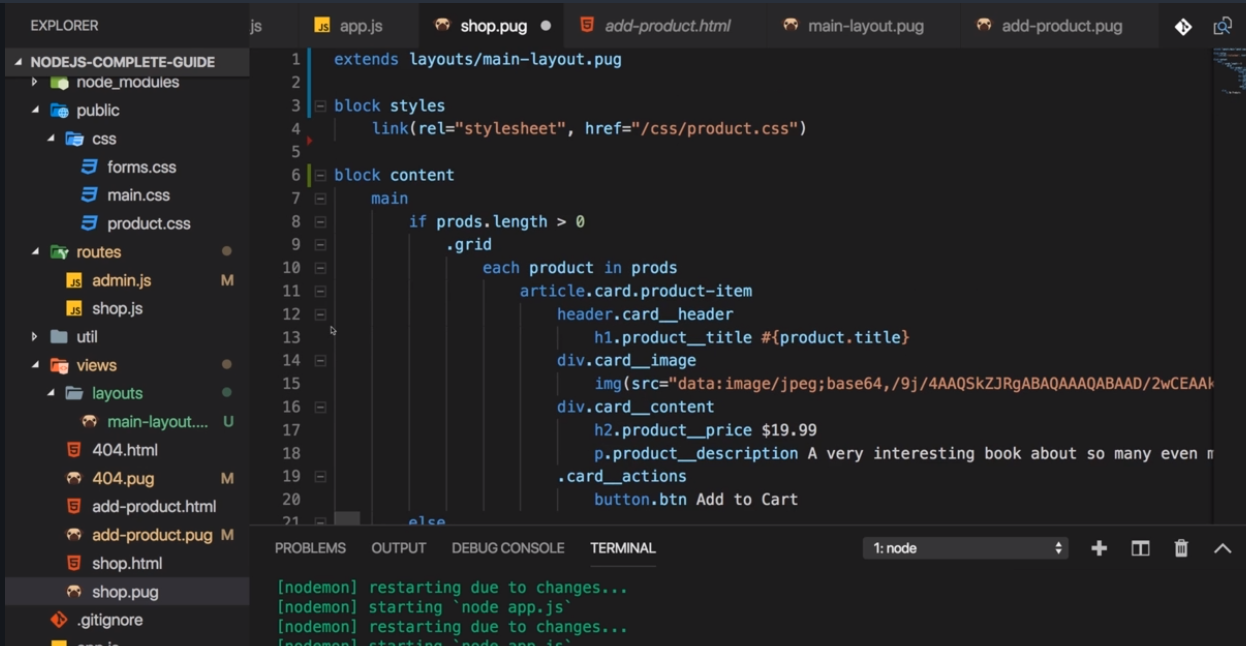 EXPLORER
js
app.js
shop.pug
add-product.html
main-layout.pug
add-product.pug
NODEJS-COMPLETE-GUIDE
node_modules
public
css
forms.css
main.css
product.css
routes
admin.js M
shop.js
util
views
layouts
main-layout.... U
404.html
404.pug M
add-product.html
add-product.pug M
shop.html
shop.pug
.gitignore
1 extends layouts/main-layout.pug
2
3 block styles
4 link(rel="stylesheet", href="/css/product.css")
5
6 block content
7 main
8 if prods.length > 0
9 .grid
10 each product in prods
11 article.card.product-item
12 header.card__header
13 h1.product__title #{product.title}
14 div.card__image
15 img(src="data:image/jpeg;base64,/9j/4AAQSkZJRgABAQAAAQABAAD/2wCEAAk
16 div.card__content
17 h2.product__price $19.99
18 p.product__description A very interesting book about so many even m
19 .card__actions
20 button.btn Add to Cart
21 else
PROBLEMS OUTPUT DEBUG CONSOLE TERMINAL 1: node
[nodemon] restarting due to changes...
[nodemon] starting `node app.js`
[nodemon] restarting due to changes...
[nodemon] starting `node app.js`